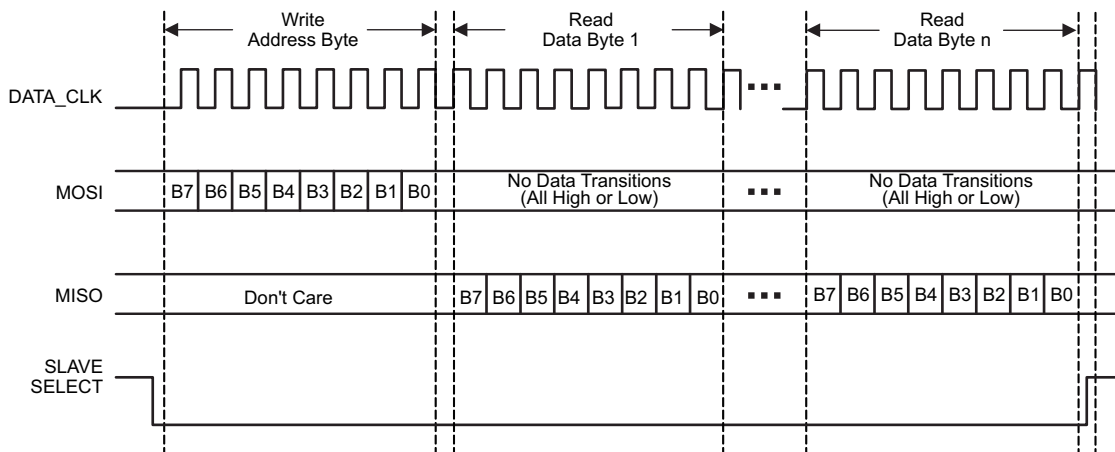 Write
Address Byte
Read
Data Byte 1
Read
Data Byte n
DATA_CLK
...
MOSI
B7 B6 B5 B4 B3 B2 B1 B0
No Data Transitions
(All High or Low)
...
No Data Transitions
(All High or Low)
MISO
Don't Care
B7 B6 B5 B4 B3 B2 B1 B0
...
B7 B6 B5 B4 B3 B2 B1 B0
SLAVE
SELECT